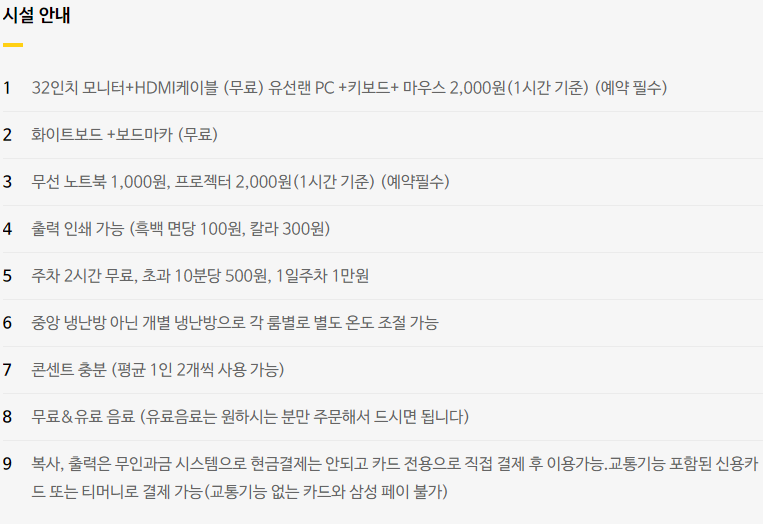 시설 안내
1 32인치 모니터+HDMI케이블 (무료) 유선랜 PC +키보드+ 마우스 2,000원(1시간 기준) (예약 필수)
2 화이트보드 +보드마카 (무료)
3 무선 노트북 1,000원, 프로젝터 2,000원(1시간 기준) (예약필수)
4 출력 인쇄 가능 (흑백 면당 100원, 칼라 300원)
5 주차 2시간 무료, 초과 10분당 500원, 1일주차 1만원
6 중앙 냉난방 아닌 개별 냉난방으로 각 룸별로 별도 온도 조절 가능
7 콘센트 충분 (평균 1인 2개씩 사용 가능)
8 무료&유료 음료 (유료음료는 원하시는 분만 주문해서 드시면 됩니다)
9 복사, 출력은 무인과금 시스템으로 현금결제는 안되고 카드 전용으로 직접 결제 후 이용가능.교통기능 포함된 신용카
드 또는 티머니로 결제 가능(교통기능 없는 카드와 삼성 페이 불가)